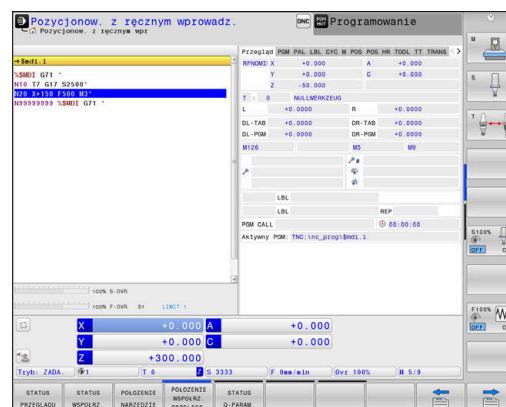 Pozycjonow. z ręcznym wprowadz.
Pozycjonow. z ręcznym wpr
DNC
Programowanie
→$mdi.i
%$MDI G71 *
N10 T7 G17 S2500*
N20 X+150 F500 M3*
N99999999 %$MDI G71 *
100% S-OVR
100% F-OVR S1 LIMIT 1
Przegląd PGM PAL LBL CYC M POS POS HR TOOL TT TRANS
RFNOMI X +0.000 A +0.000
Y +0.000 C +0.000
Z -50.000
T : 0 NULLWERKZEUG
L +0.0000 R +0.0000
DL-TAB +0.0000 DR-TAB +0.0000
DL-PGM +0.0000 DR-PGM +0.0000
M126 M5 M9
P
P#
LBL
LBL REP
PGM CALL 00:00:00
Aktywny PGM: TNC:\nc_prog\$mdi.i
X +0.000 A +0.000
Y +0.000 C +0.000
Z +300.000
Tryb: ZADA. 1 T 0 Z S 3333 F 0mm/min Ovr 100% M 5/9
STATUS PRZEGLĄDU
STATUS WSPÓŁRZ.
POŁOŻENIE NARZĘDZIE
POŁOŻENIE WSPÓŁRZ.
STATUS Q-PARAM.
M
S
T
S100%
OFF
F100%
OFF